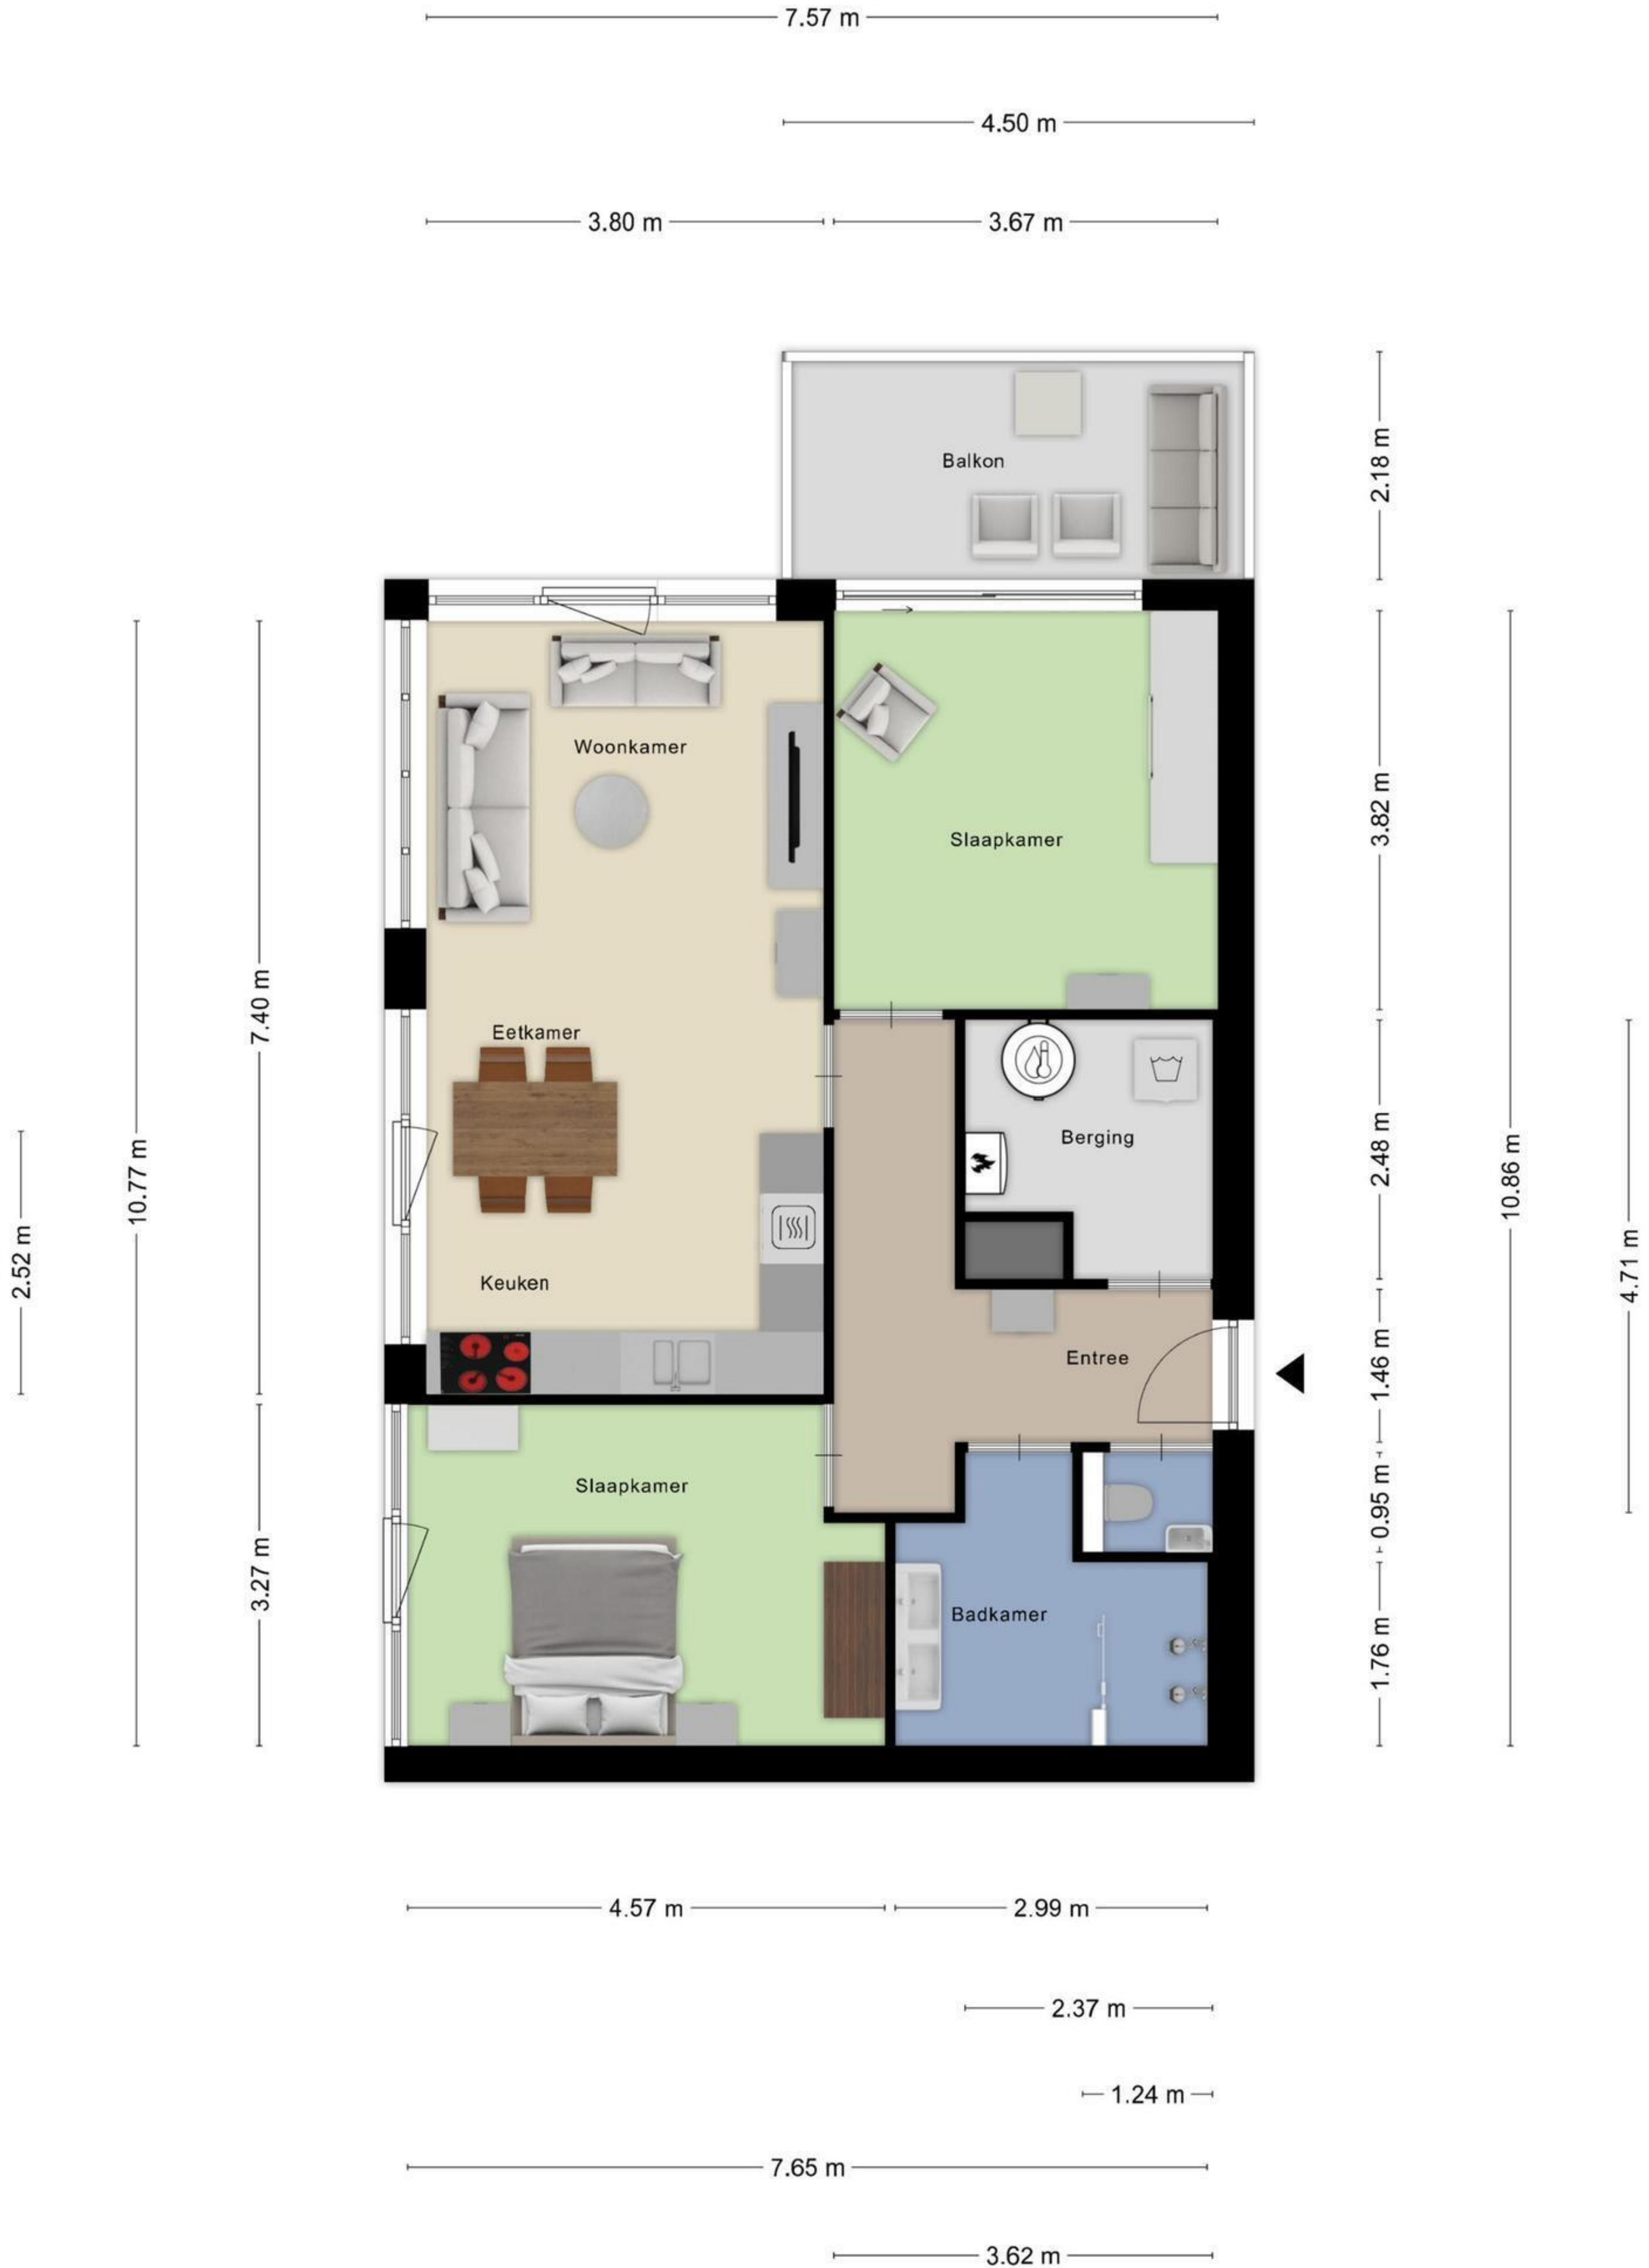 7.57 m
4.50 m
3.80 m
3.67 m
Balkon
2.18 m
Woonkamer
Slaapkamer
3.82 m
7.40 m
Eetkamer
Berging
2.48 m
10.77 m
10.86 m
2.52 m
4.71 m
Keuken
Entree
1.46 m
Slaapkamer
0.95 m
3.27 m
Badkamer
1.76 m
4.57 m
2.99 m
2.37 m
1.24 m
7.65 m
3.62 m